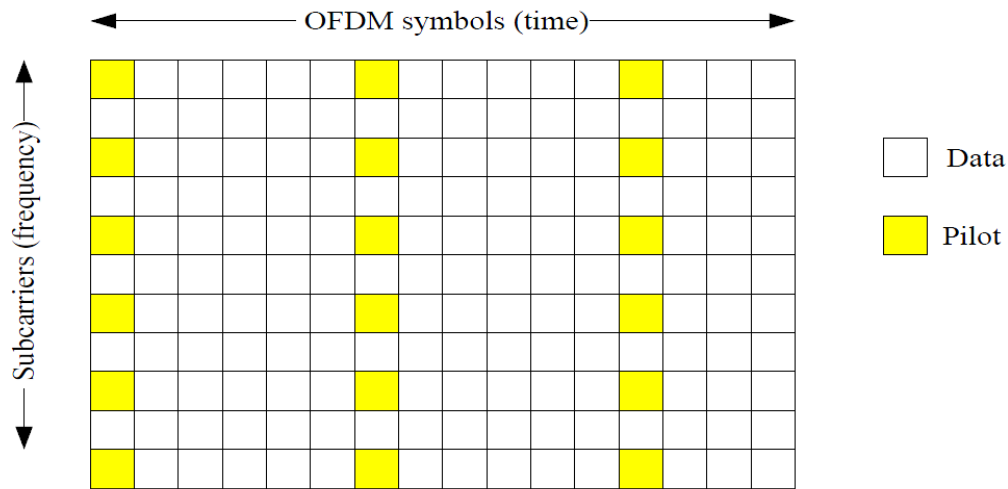 OFDM symbols (time)
Subcarriers (frequency)
Data
Pilot